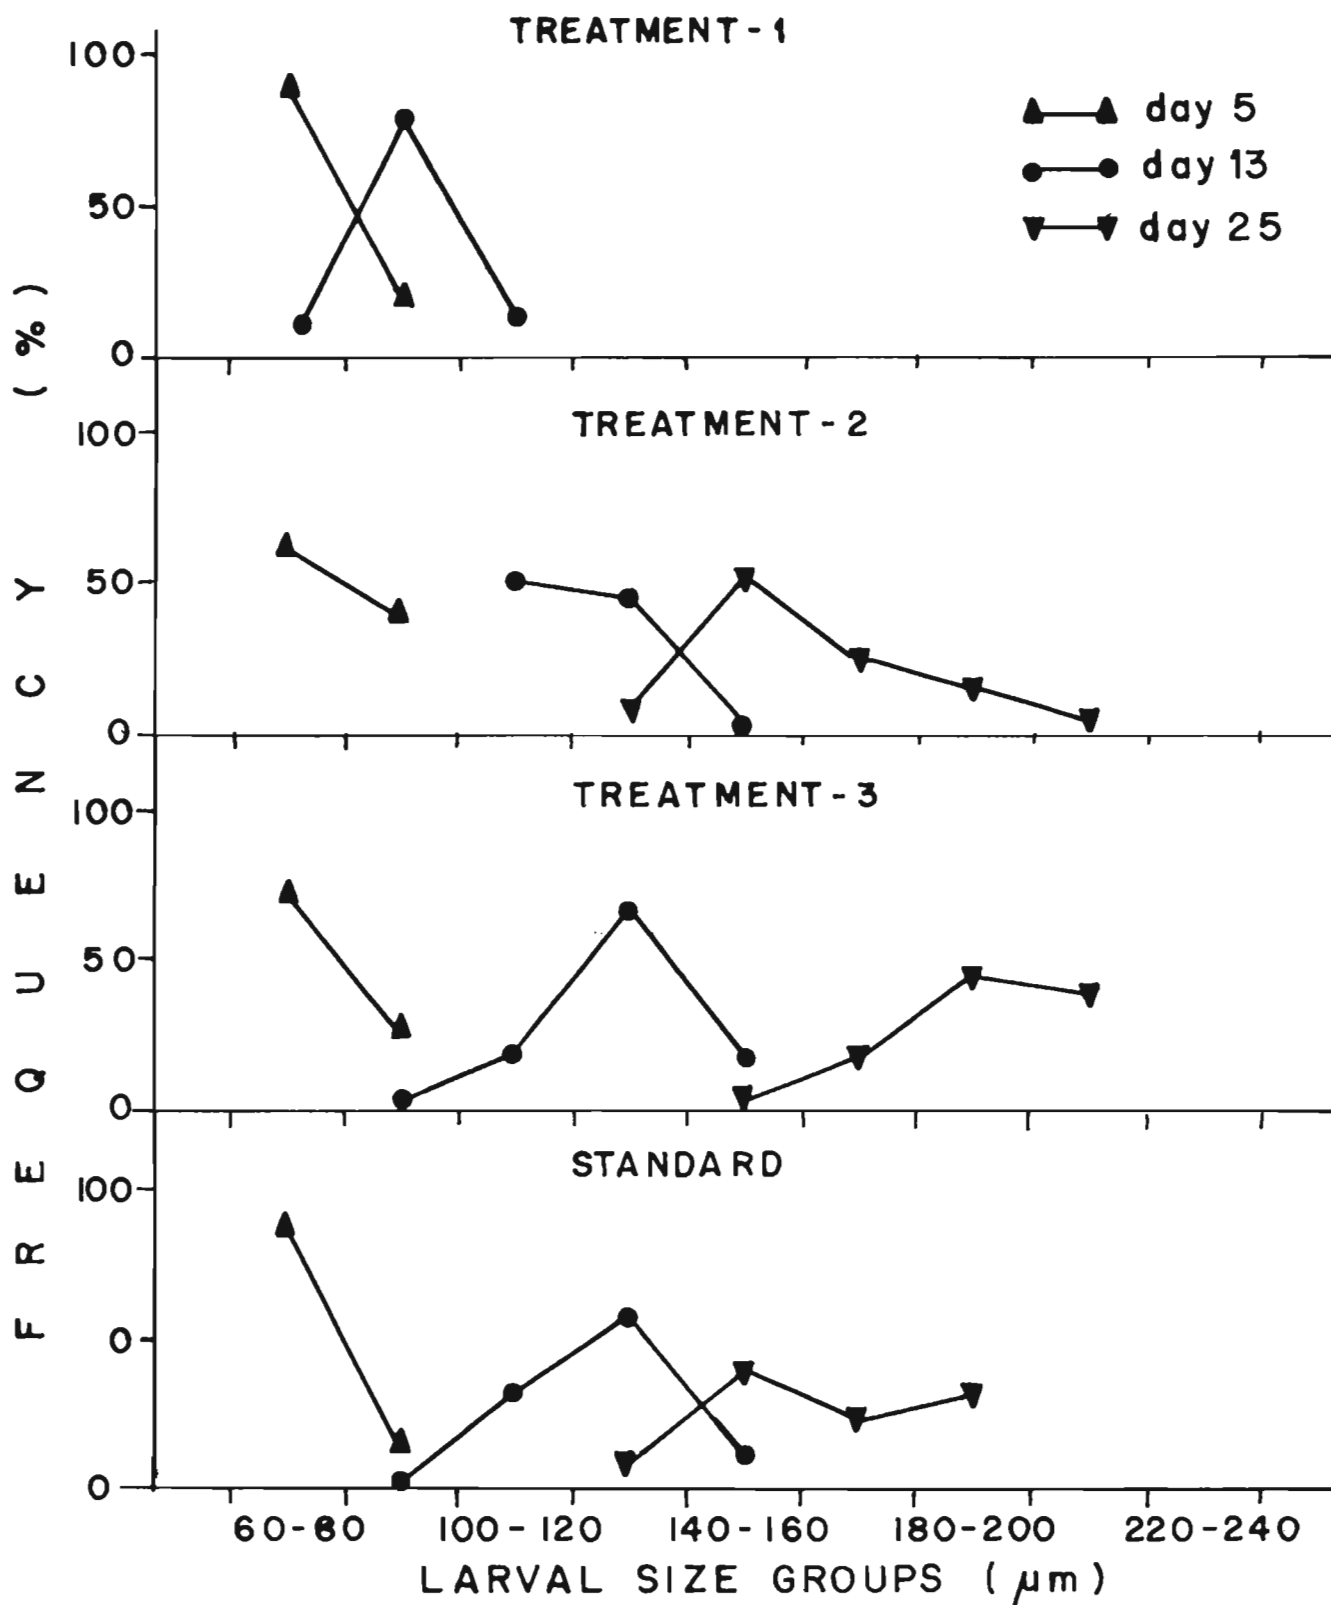 TREATMENT-1
100
50
0
day 5
day 13
day 25
TREATMENT-2
100
50
0
TREATMENT-3
100
50
0
STANDARD
100
0
0
60-80 100-120 140-160 180-200 220-240
LARVAL SIZE GROUPS (µm)
FREQUENCY (%)